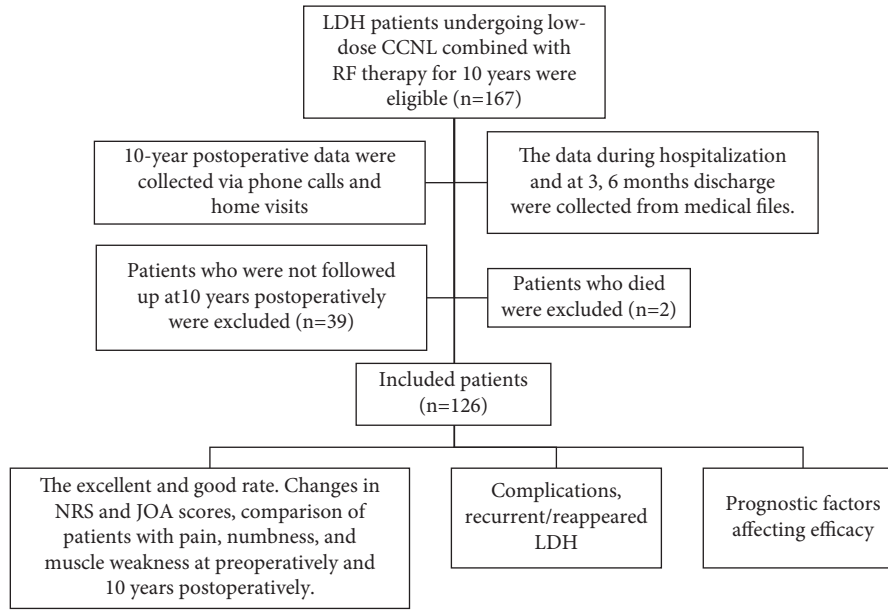 LDH patients undergoing low-
dose CCNL combined with
RF therapy for 10 years were
eligible (n=167)
10-year postoperative data were
collected via phone calls and
home visits
The data during hospitalization
and at 3, 6 months discharge
were collected from medical files.
Patients who were not followed
up at10 years postoperatively
were excluded (n=39)
Patients who died
were excluded (n=2)
Included patients
(n=126)
The excellent and good rate. Changes in
NRS and JOA scores, comparison of
patients with pain, numbness, and
muscle weakness at preoperatively and
10 years postoperatively.
Complications,
recurrent/reappeared
LDH
Prognostic factors
affecting efficacy